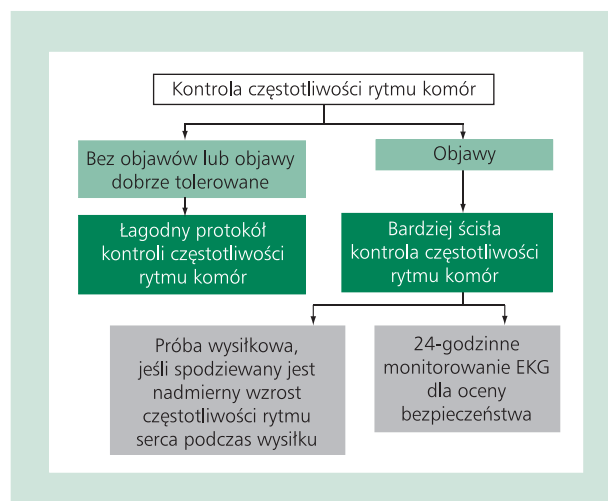 Kontrola częstotliwości rytmu komór
Bez objawów lub objawy
dobrze tolerowane
Objawy
Łagodny protokół
kontroli częstotliwości
rytmu komór
Bardziej ścisła
kontrola częstotliwości
rytmu komór
Próba wysiłkowa,
jeśli spodziewany jest
nadmierny wzrost
częstotliwości rytmu
serca podczas wysiłku
24-godzinne
monitorowanie EKG
dla oceny
bezpieczeństwa